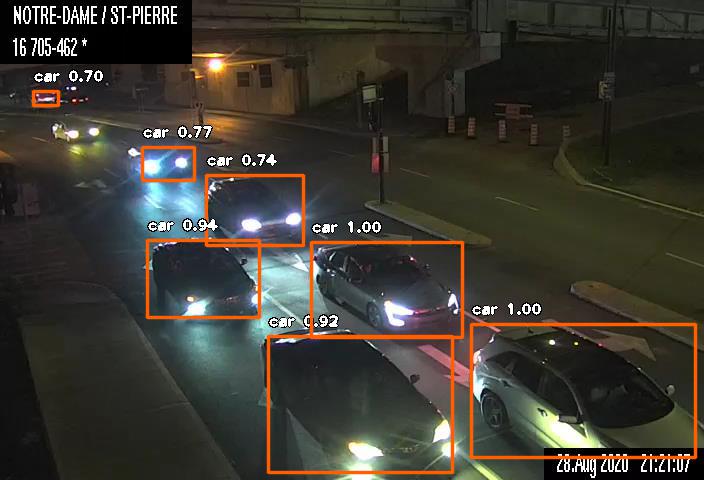 NOTRE-DAME / ST-PIERRE
16 705-462 *
car 0.70
car 0.77
car 0.74
car 0.94
car 1.00
car 1.00
car 0.92
28.Aug 2020 21:21:07